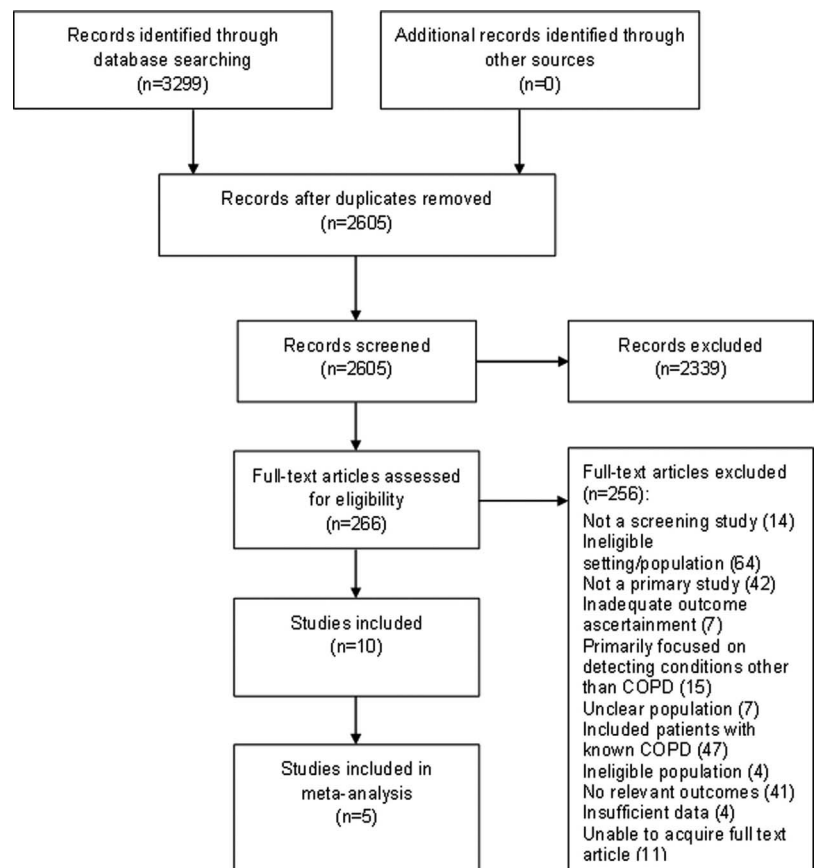 Records identified through
database searching
(n=3299)
Additional records identified through
other sources
(n=0)
Records after duplicates removed
(n=2605)
Records screened
(n=2605)
Records excluded
(n=2339)
Full-text articles assessed
for eligibility
(n=266)
Full-text articles excluded
(n=256):
Not a screening study (14)
Ineligible
setting/population (64)
Not a primary study (42)
Inadequate outcome
ascertainment (7)
Primarily focused on
detecting conditions other
than COPD (15)
Unclear population (7)
Included patients with
known COPD (47)
Ineligible population (4)
No relevant outcomes (41)
Insufficient data (4)
Unable to acquire full text
article (11)
Studies included
(n=10)
Studies included in
meta-analysis
(n=5)